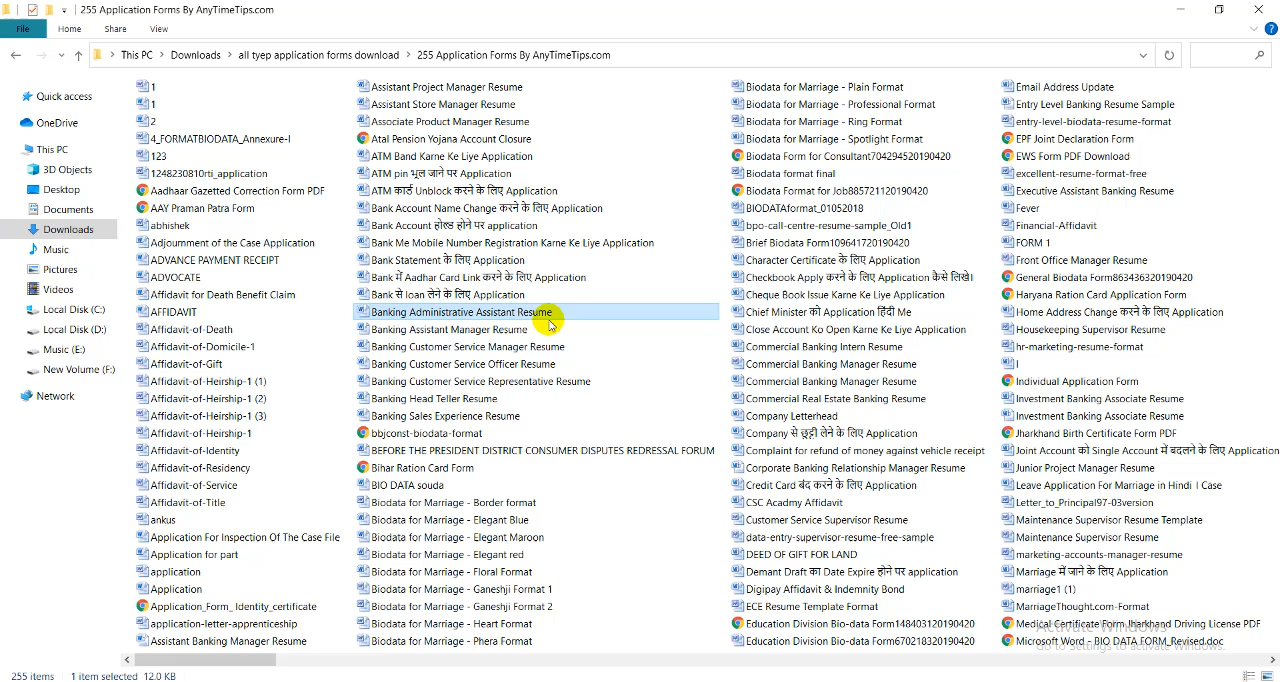 255 Application Forms By AnyTimeTips.com
File Home Share View
This PC > Downloads > all tyep application forms download > 255 Application Forms By AnyTimeTips.com
Quick access
OneDrive
This PC
3D Objects
Desktop
Documents
Downloads
Music
Pictures
Videos
Local Disk (C:)
Local Disk (D:)
Music (E:)
New Volume (F:)
Network
1
1
2
4_FORMATBIODATA_Annexure-I
123
1248230810rti_application
Aadhaar Gazetted Correction Form PDF
AAY Praman Patra Form
abhishek
Adjournment of the Case Application
ADVANCE PAYMENT RECEIPT
ADVOCATE
Affidavit for Death Benefit Claim
AFFIDAVIT
Affidavit-of-Death
Affidavit-of-Domicile-1
Affidavit-of-Gift
Affidavit-of-Heirship-1 (1)
Affidavit-of-Heirship-1 (2)
Affidavit-of-Heirship-1 (3)
Affidavit-of-Heirship-1
Affidavit-of-Identity
Affidavit-of-Residency
Affidavit-of-Service
Affidavit-of-Title
ankus
Application For Inspection Of The Case File
Application for part
application
Application
Application_Form_ Identity_certificate
application-letter-apprenticeship
Assistant Banking Manager Resume
Assistant Project Manager Resume
Assistant Store Manager Resume
Associate Product Manager Resume
Atal Pension Yojana Account Closure
ATM Band Karne Ke Liye Application
ATM pin भूल जाने पर Application
ATM कार्ड Unblock करने के लिए Application
Bank Account Name Change करने के लिए Application
Bank Account होल्ड होने पर application
Bank Me Mobile Number Registration Karne Ke Liye Application
Bank Statement के लिए Application
Bank में Aadhar Card Link करने के लिए Application
Bank से loan लेने के लिए Application
Banking Administrative Assistant Resume
Banking Assistant Manager Resume
Banking Customer Service Manager Resume
Banking Customer Service Officer Resume
Banking Customer Service Representative Resume
Banking Head Teller Resume
Banking Sales Experience Resume
bbjconst-biodata-format
BEFORE THE PRESIDENT DISTRICT CONSUMER DISPUTES REDRESSAL FORUM
Bihar Ration Card Form
BIO DATA souda
Biodata for Marriage - Border format
Biodata for Marriage - Elegant Blue
Biodata for Marriage - Elegant Maroon
Biodata for Marriage - Elegant red
Biodata for Marriage - Floral Format
Biodata for Marriage - Ganeshji Format 1
Biodata for Marriage - Ganeshji Format 2
Biodata for Marriage - Heart Format
Biodata for Marriage - Phera Format
Biodata for Marriage - Plain Format
Biodata for Marriage - Professional Format
Biodata for Marriage - Ring Format
Biodata for Marriage - Spotlight Format
Biodata Form for Consultant704294520190420
Biodata format final
Biodata Format for Job885721120190420
BIODATAformat_01052018
bpo-call-centre-resume-sample_Old1
Brief Biodata Form109641720190420
Character Certificate के लिए Application
Checkbook Apply करने के लिए Application कैसे लिखे।
Cheque Book Issue Karne Ke Liye Application
Chief Minister को Application हिंदी Me
Close Account Ko Open Karne Ke Liye Application
Commercial Banking Intern Resume
Commercial Banking Manager Resume
Commercial Banking Manager Resume
Commercial Real Estate Banking Resume
Company Letterhead
Company से छुट्टी लेने के लिए Application
Complaint for refund of money against vehicle receipt
Corporate Banking Relationship Manager Resume
Credit Card बंद करने के लिए Application
CSC Acadmy Affidavit
Customer Service Supervisor Resume
data-entry-supervisor-resume-free-sample
DEED OF GIFT FOR LAND
Demant Draft का Date Expire होने पर application
Digipay Affidavit & Indemnity Bond
ECE Resume Template Format
Education Division Bio-data Form148403120190420
Education Division Bio-data Form670218320190420
Email Address Update
Entry Level Banking Resume Sample
entry-level-biodata-resume-format
EPF Joint Declaration Form
EWS Form PDF Download
excellent-resume-format-free
Executive Assistant Banking Resume
Fever
Financial-Affidavit
FORM 1
Front Office Manager Resume
General Biodata Form863436320190420
Haryana Ration Card Application Form
Home Address Change करने के लिए Application
Housekeeping Supervisor Resume
hr-marketing-resume-format
I
Individual Application Form
Investment Banking Associate Resume
Investment Banking Associate Resume
Jharkhand Birth Certificate Form PDF
Joint Account को Single Account में बदलने के लिए Application
Junior Project Manager Resume
Leave Application For Marriage in Hindi I Case
Letter_to_Principal97-03version
Maintenance Supervisor Resume Template
Maintenance Supervisor Resume
marketing-accounts-manager-resume
Marriage में जाने के लिए Application
marriage1 (1)
MarriageThought.com-Format
Medical Certificate Form Jharkhand Driving License PDF
Microsoft Word - BIO DATA FORM_Revised.doc
Activate Windows
Go to Settings to activate Windows.
255 items 1 item selected 12.0 KB